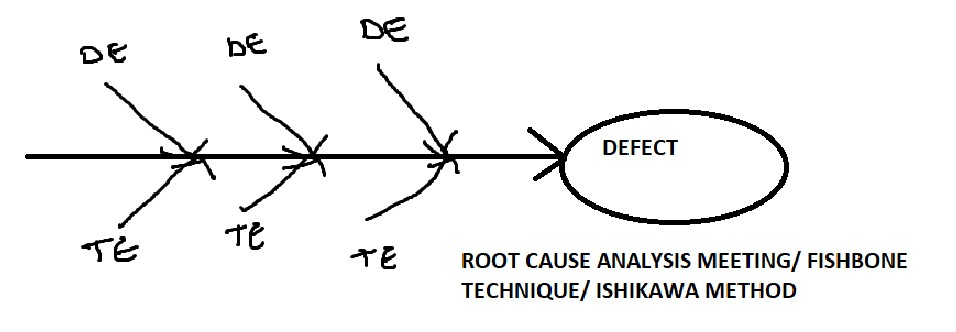 DE
DE
DE
DEFECT
TE
TE
TE
ROOT CAUSE ANALYSIS MEETING/ FISHBONE
TECHNIQUE/ ISHIKAWA METHOD